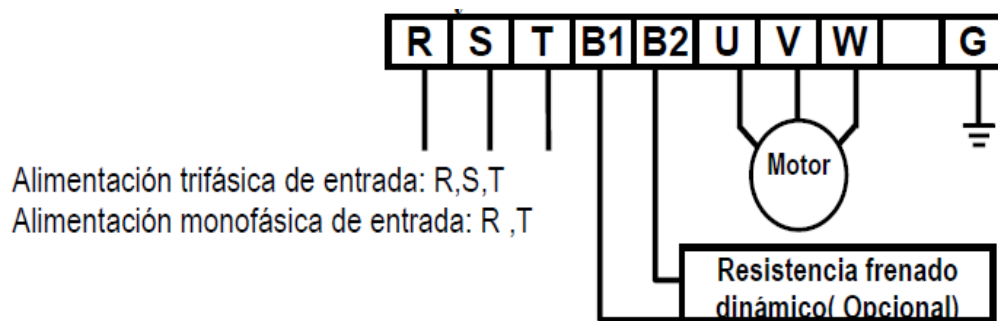 R S T B1 B2 U V W G
Alimentación trifásica de entrada: R,S,T
Alimentación monofásica de entrada: R ,T
Motor
Resistencia frenado
dinámico( Opcional)